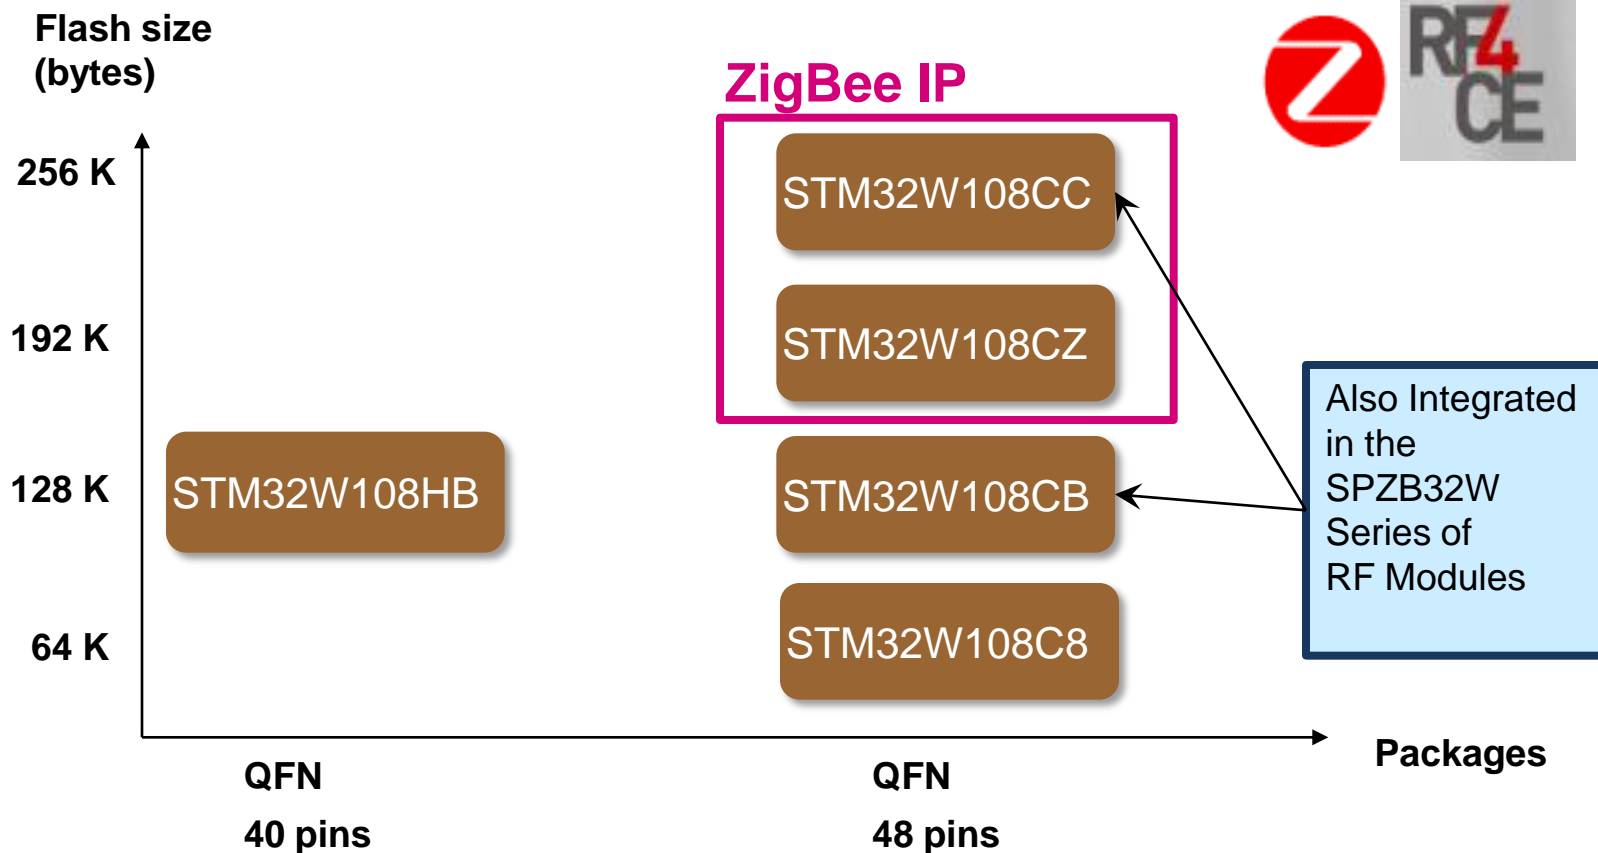 Flash size
(bytes)
ZigBee IP
RF4
CE
256 K
STM32W108CC
192 K
STM32W108CZ
Also Integrated
in the
SPZB32W
Series of
RF Modules
128 K
STM32W108HB
STM32W108CB
64 K
STM32W108C8
Packages
QFN
40 pins
QFN
48 pins